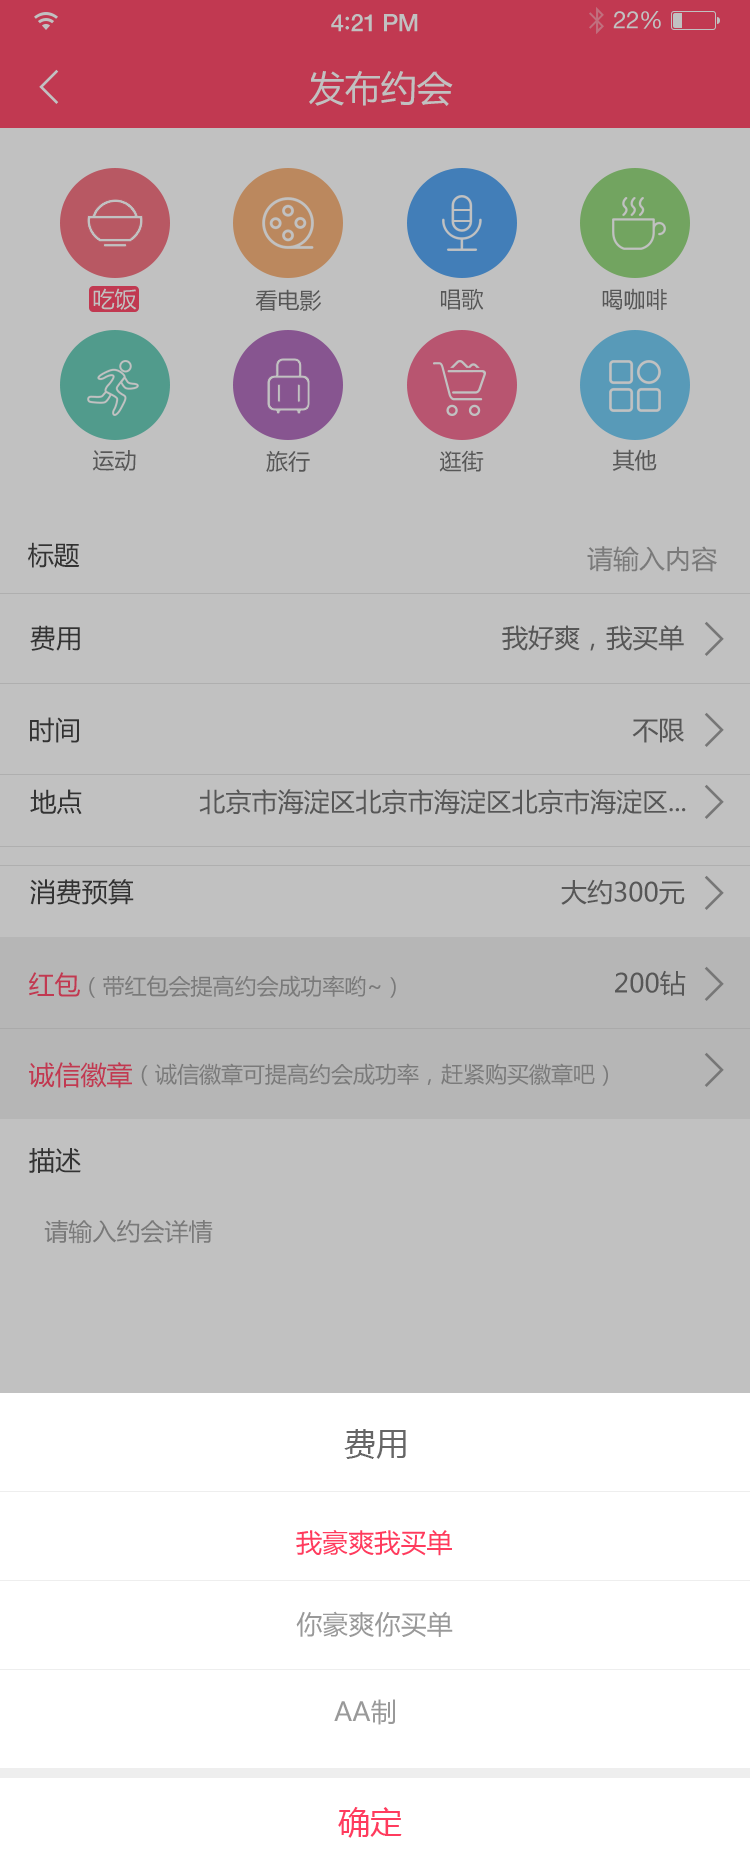 4:21 PM
22%
发布约会
吃饭 看电影 唱歌 喝咖啡
运动 旅行 逛街 其他
标题 请输入内容
费用 我好爽，我买单
时间 不限
地点 北京市海淀区北京市海淀区北京市海淀区...
消费预算 大约300元
红包（带红包会提高约会成功率哟~） 200钻
诚信徽章（诚信徽章可提高约会成功率，赶紧购买徽章吧）
描述
请输入约会详情
费用
我豪爽我买单
你豪爽你买单
AA制
确定